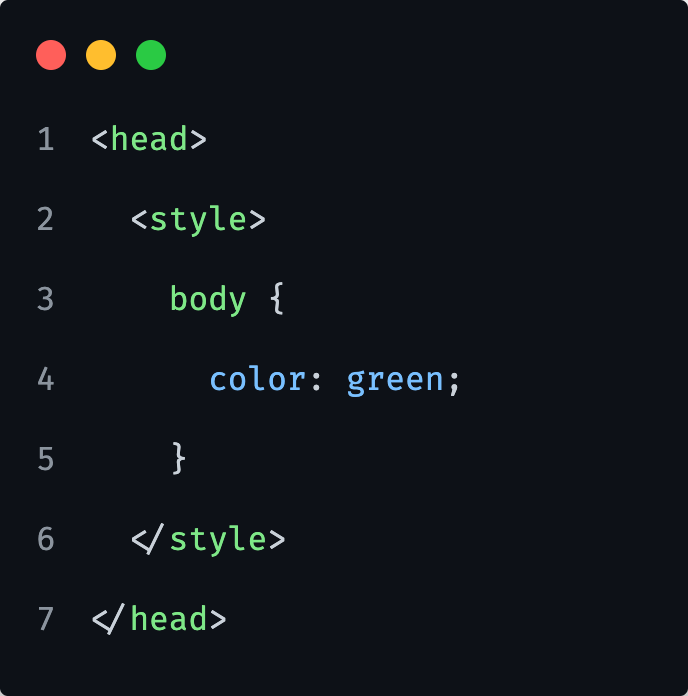 1 <head>
2   <style>
3     body {
4       color: green;
5     }
6   </style>
7 </head>